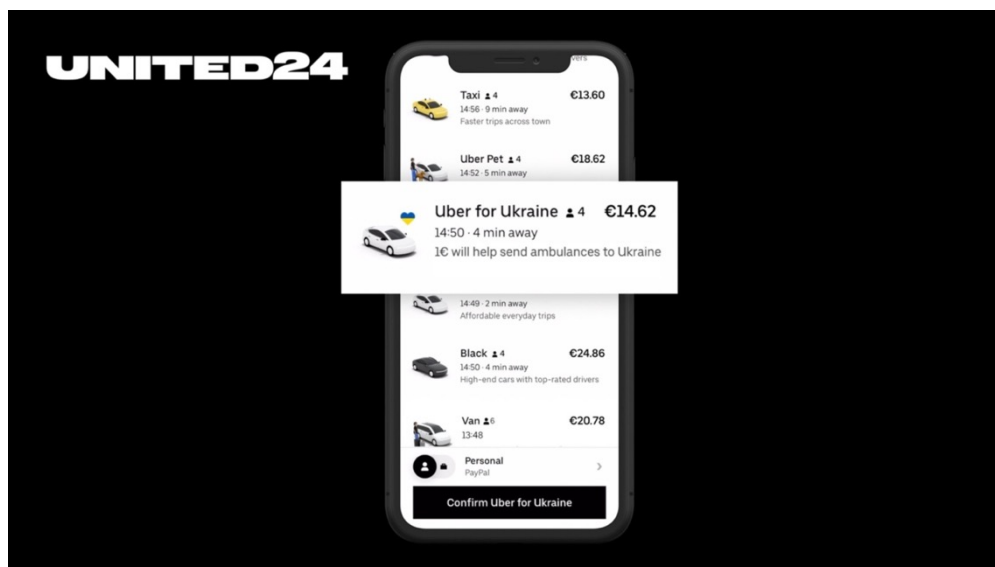 UNITED24
vers
Taxi 4 €13.60
14:56 · 9 min away
Faster trips across town
Uber Pet 4 €18.62
14:52 · 5 min away
Uber for Ukraine 4 €14.62
14:50 · 4 min away
1€ will help send ambulances to Ukraine
14:49 · 2 min away
Affordable everyday trips
Black 4 €24.86
14:50 · 4 min away
High-end cars with top-rated drivers
Van 6 €20.78
13:48
Personal
PayPal
Confirm Uber for Ukraine